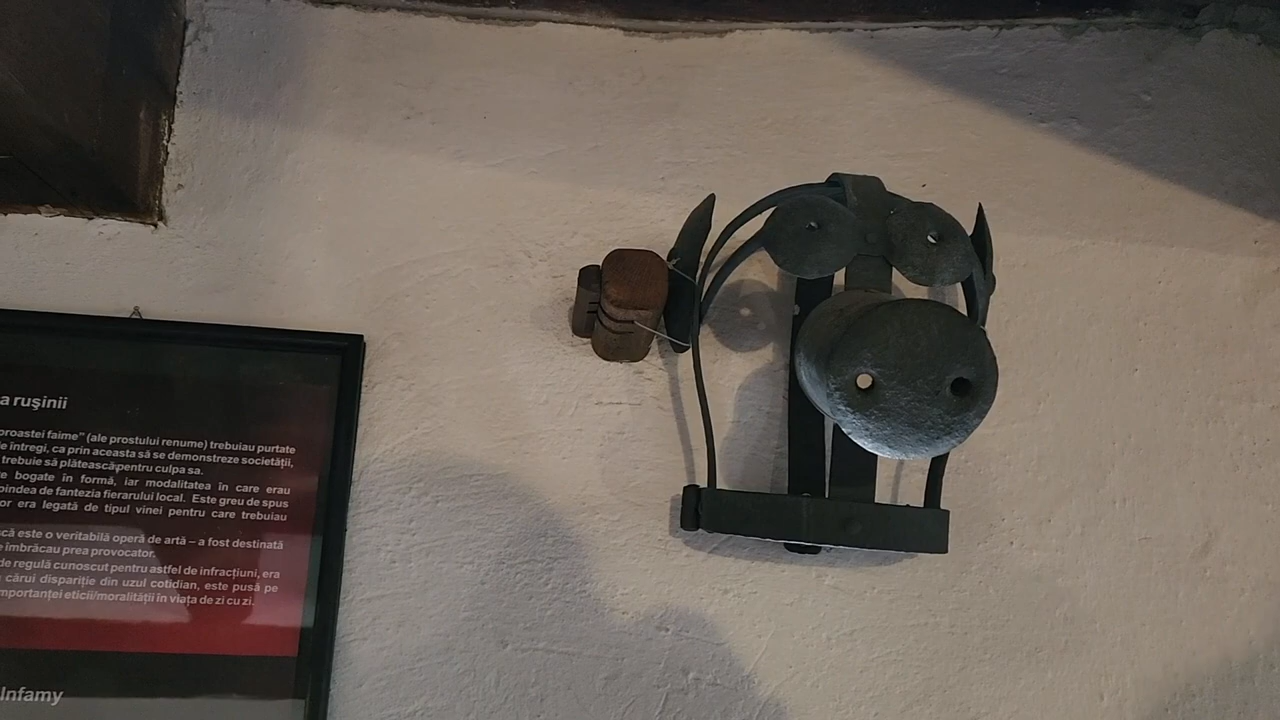 a ruşinii
proastei faime” (ale prostului renume) trebuiau purtate
e întregi, ca prin aceasta să se demonstreze societăţii,
trebuie să plătească pentru culpa sa.
e bogate în formă, iar modalitatea în care erau
pindea de fantezia fierarului local. Este greu de spus
or era legată de tipul vinei pentru care trebuiau
că este o veritabilă operă de artă – a fost destinată
e îmbrăcau prea provocator.
de regulă cunoscut pentru astfel de infracţiuni, era
cărui dispariţie din uzul cotidian, este pusă pe
mportanţei eticii/moralităţii în viaţa de zi cu zi.
Infamy